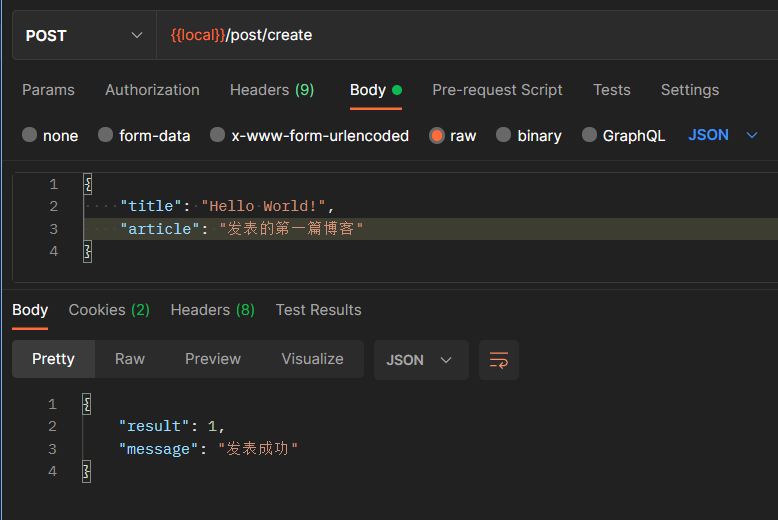 POST {{local}}/post/create
Params Authorization Headers (9) Body Pre-request Script Tests Settings
none form-data x-www-form-urlencoded raw binary GraphQL JSON
1 {
2 "title": "Hello World!",
3 "article": "发表的第一篇博客"
4 }
Body Cookies (2) Headers (8) Test Results
Pretty Raw Preview Visualize JSON
1 {
2 "result": 1,
3 "message": "发表成功"
4 }